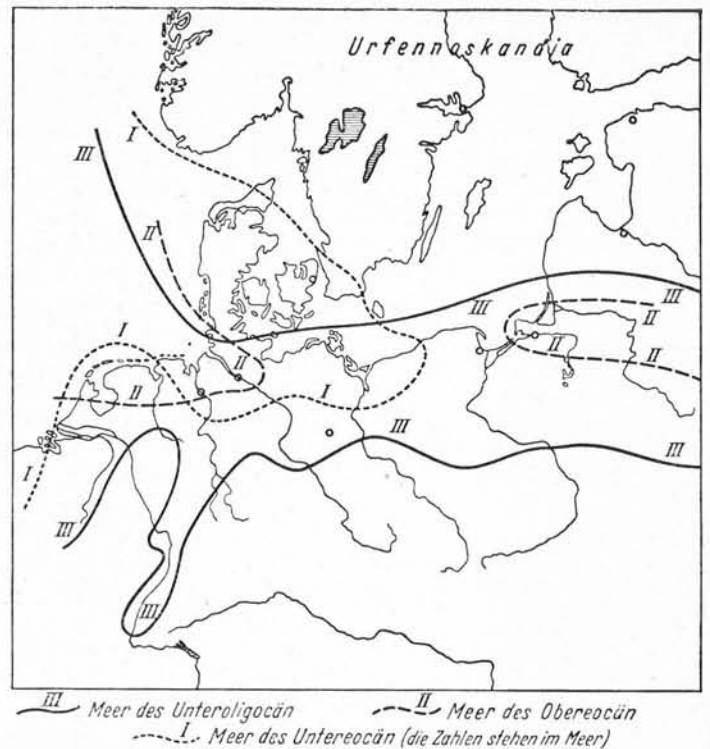 Urfennoskandia
I
III
II
III
III
II
II
II
I
II
I
II
III
III
I
III
III
III Meer des Unteroligocän
II Meer des Obereocän
I Meer des Untereocän (die Zahlen stehen im Meer)